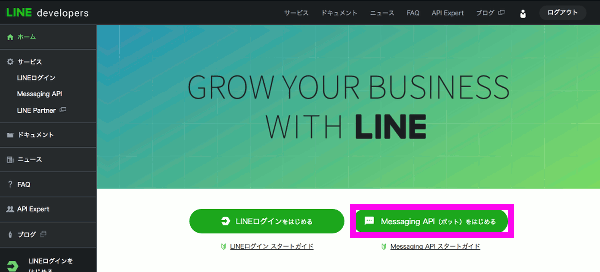 LINE developers
サービス ドキュメント ニュース FAQ API Expert ブログ ログアウト
ホーム
サービス
LINEログイン
Messaging API
LINE Partner
ドキュメント
ニュース
FAQ
API Expert
ブログ
LINEログインを
はじめる
GROW YOUR BUSINESS
WITH LINE
LINEログインをはじめる
Messaging API（ボット）をはじめる
LINEログイン スタートガイド
Messaging API スタートガイド